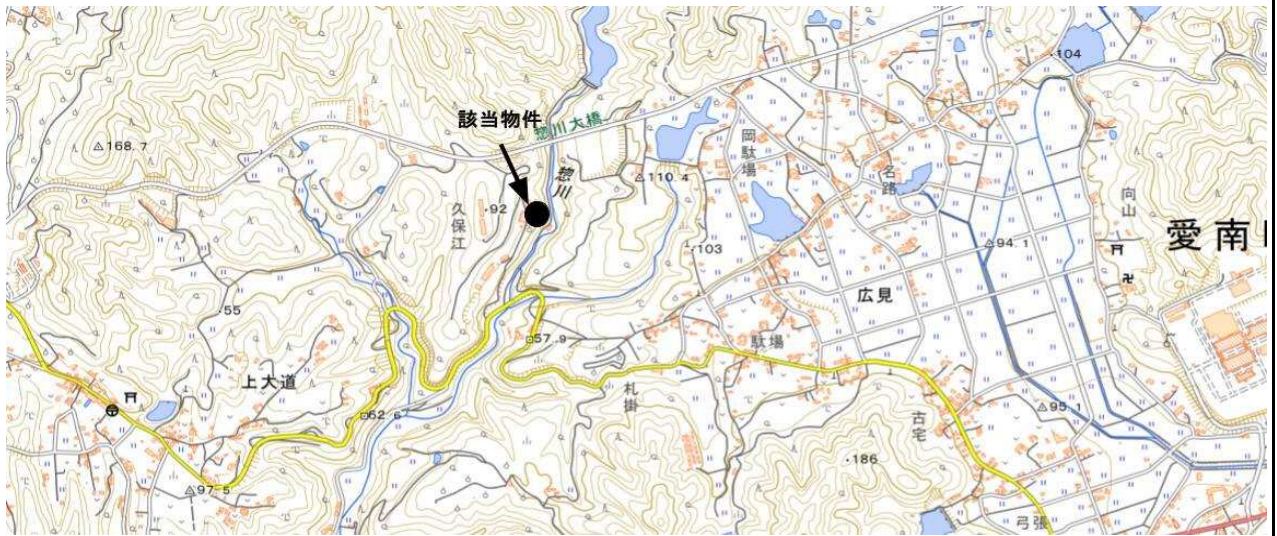 104
該当物件
惣川大橋
168.7
岡駄場
惣川
110.4
名路
久保江
92
向山
愛南
103
94.1
広見
55
57.9
駄場
上大道
札掛
62.6
95.1
古宅
186
97.5
弓張